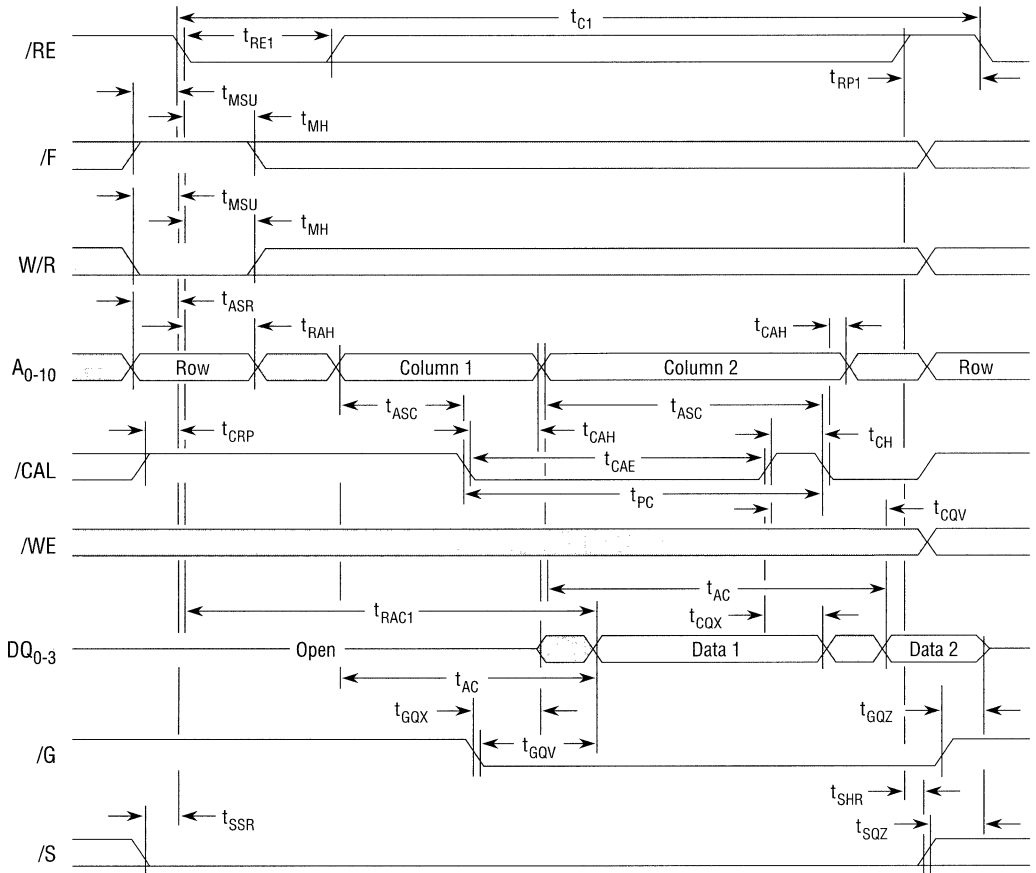 t_C1
/RE
t_RE1
t_RP1
t_MSU
t_MH
/F
t_MSU
t_MH
W/R
t_ASR
t_RAH
t_CAH
A_0-10
Row
Column 1
Column 2
Row
t_ASC
t_ASC
t_CRP
t_CAH
t_CH
/CAL
t_CAE
t_PC
t_CQV
/WE
t_AC
t_RAC1
t_CQX
DQ_0-3
Open
Data 1
Data 2
t_AC
t_GQX
t_GQZ
/G
t_GQV
t_SHR
t_SSR
t_SQZ
/S